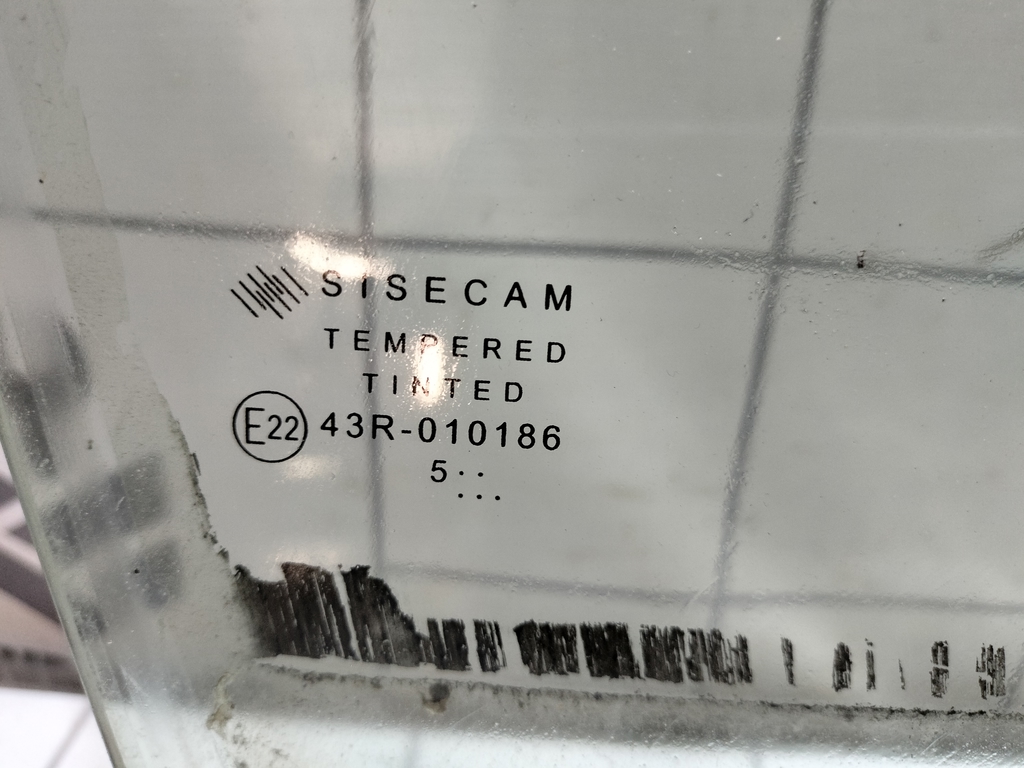 SISECAM
TEMPERED
TINTED
E22 43R-010186
5..
...